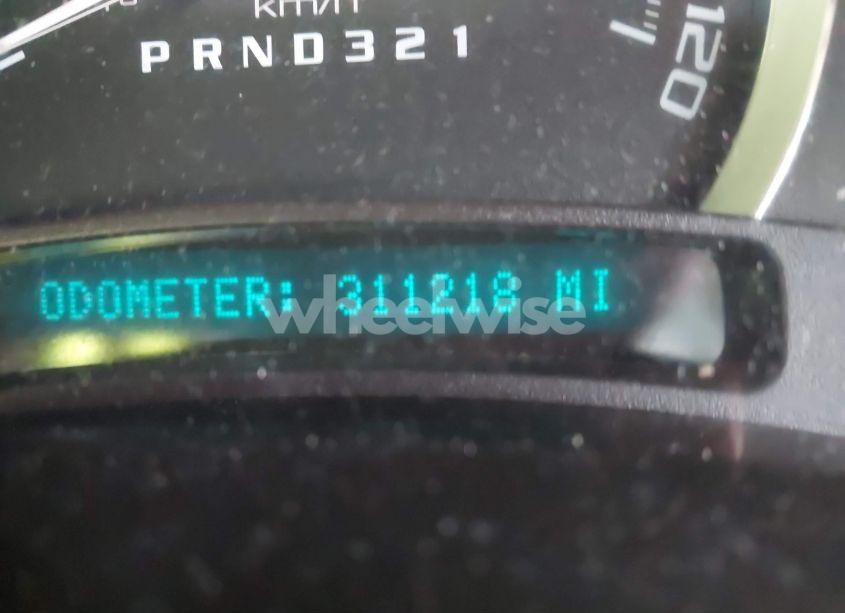 km/h
PRND321
120
ODOMETER: 311218 MI
wheelwise